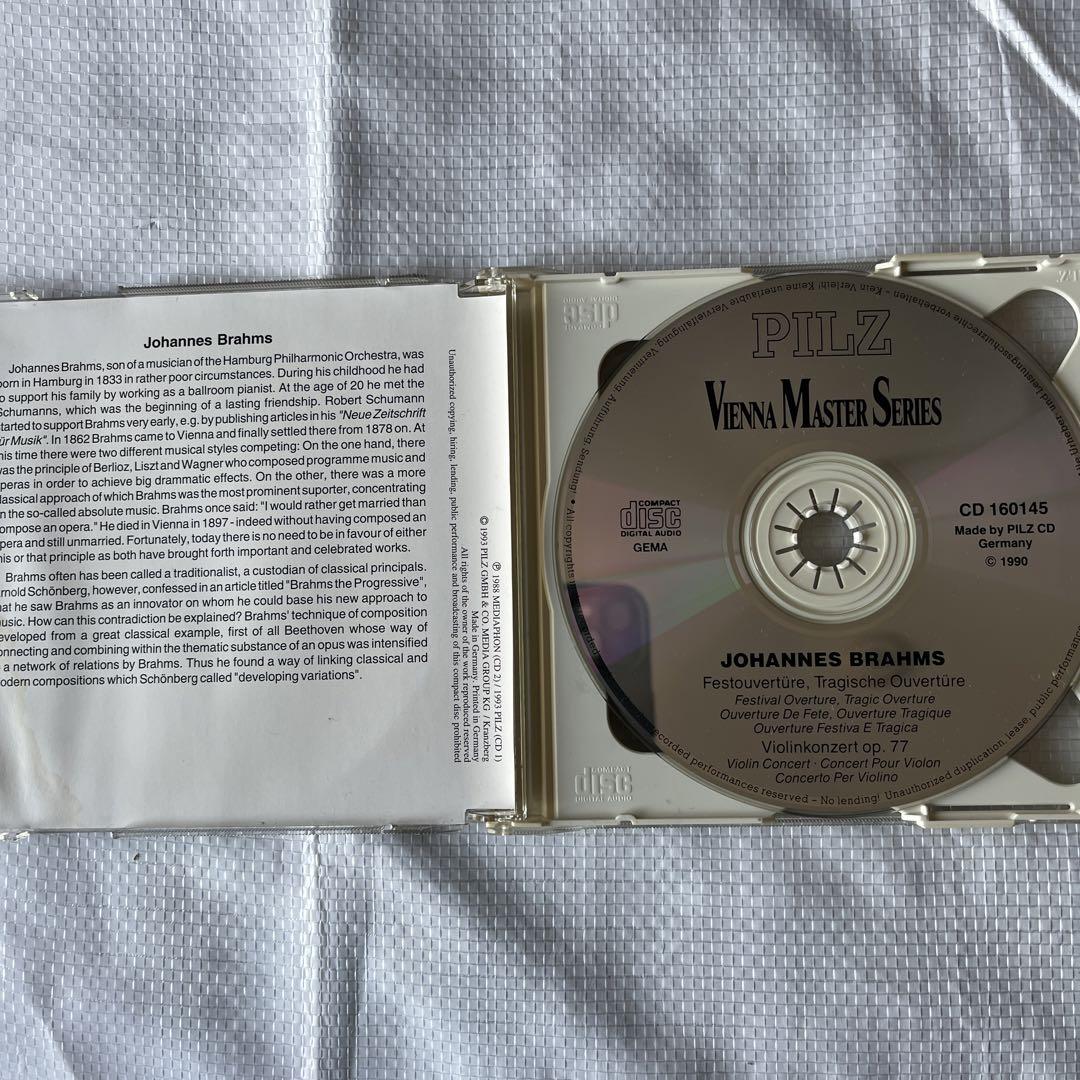 Johannes Brahms
Johannes Brahms, son of a musician of the Hamburg Philharmonic Orchestra, was
born in Hamburg in 1833 in rather poor circumstances. During his childhood he had
to support his family by working as a ballroom pianist. At the age of 20 he met the
Schumanns, which was the beginning of a lasting friendship. Robert Schumann
started to support Brahms very early, e.g. by publishing articles in his "Neue Zeitschrift
für Musik". In 1862 Brahms came to Vienna and finally settled there from 1878 on. At
his time there were two different musical styles competing: On the one hand, there
was the principle of Berlioz, Liszt and Wagner who composed programme music and
operas in order to achieve big dramatic effects. On the other, there was a more
classical approach of which Brahms was the most prominent suporter, concentrating
on the so-called absolute music. Brahms once said: "I would rather get married than
compose an opera." He died in Vienna in 1897 - indeed without having composed an
opera and still unmarried. Fortunately, today there is no need to be in favour of either
this or that principle as both have brought forth important and celebrated works.
Brahms often has been called a traditionalist, a custodian of classical principals.
Arnold Schönberg, however, confessed in an article titled "Brahms the Progressive",
that he saw Brahms as an innovator on whom he could base his new approach to
music. How can this contradiction be explained? Brahms' technique of composition
developed from a great classical example, first of all Beethoven whose way of
connecting and combining within the thematic substance of an opus was intensified
a network of relations by Brahms. Thus he found a way of linking classical and
modern compositions which Schönberg called "developing variations".
℗ 1988 MEDIAPHON (CD 2) / 1993 PILZ (CD 1)
© 1993 PILZ GMBH & CO MEDIA GROUP KG / Kranzberg
Made in Germany. Printed in Germany
All rights of the owner of the work reproduced reserved
Unauthorized copying, hiring, lending, public performance and broadcasting of this compact disc prohibited
COMPACT
disc
DIGITAL AUDIO
PILZ
VIENNA MASTER SERIES
COMPACT
disc
DIGITAL AUDIO
GEMA
CD 160145
Made by PILZ CD
Germany
© 1990
JOHANNES BRAHMS
Festouvertüre, Tragische Ouvertüre
Festival Overture, Tragic Overture
Ouverture De Fete, Ouverture Tragique
Ouverture Festiva E Tragica
Violinkonzert op. 77
Violin Concert · Concert Pour Violon
Concerto Per Violino
vorbehalten - Kein Verleih! Keine unerlaubte Vervielfältigung Vermietung Aufführung, Sendung! • All copyrights
recorded performances reserved – No lending! Unauthorized duplication, lease, public performance
COMPACT
disc
DIGITAL AUDIO